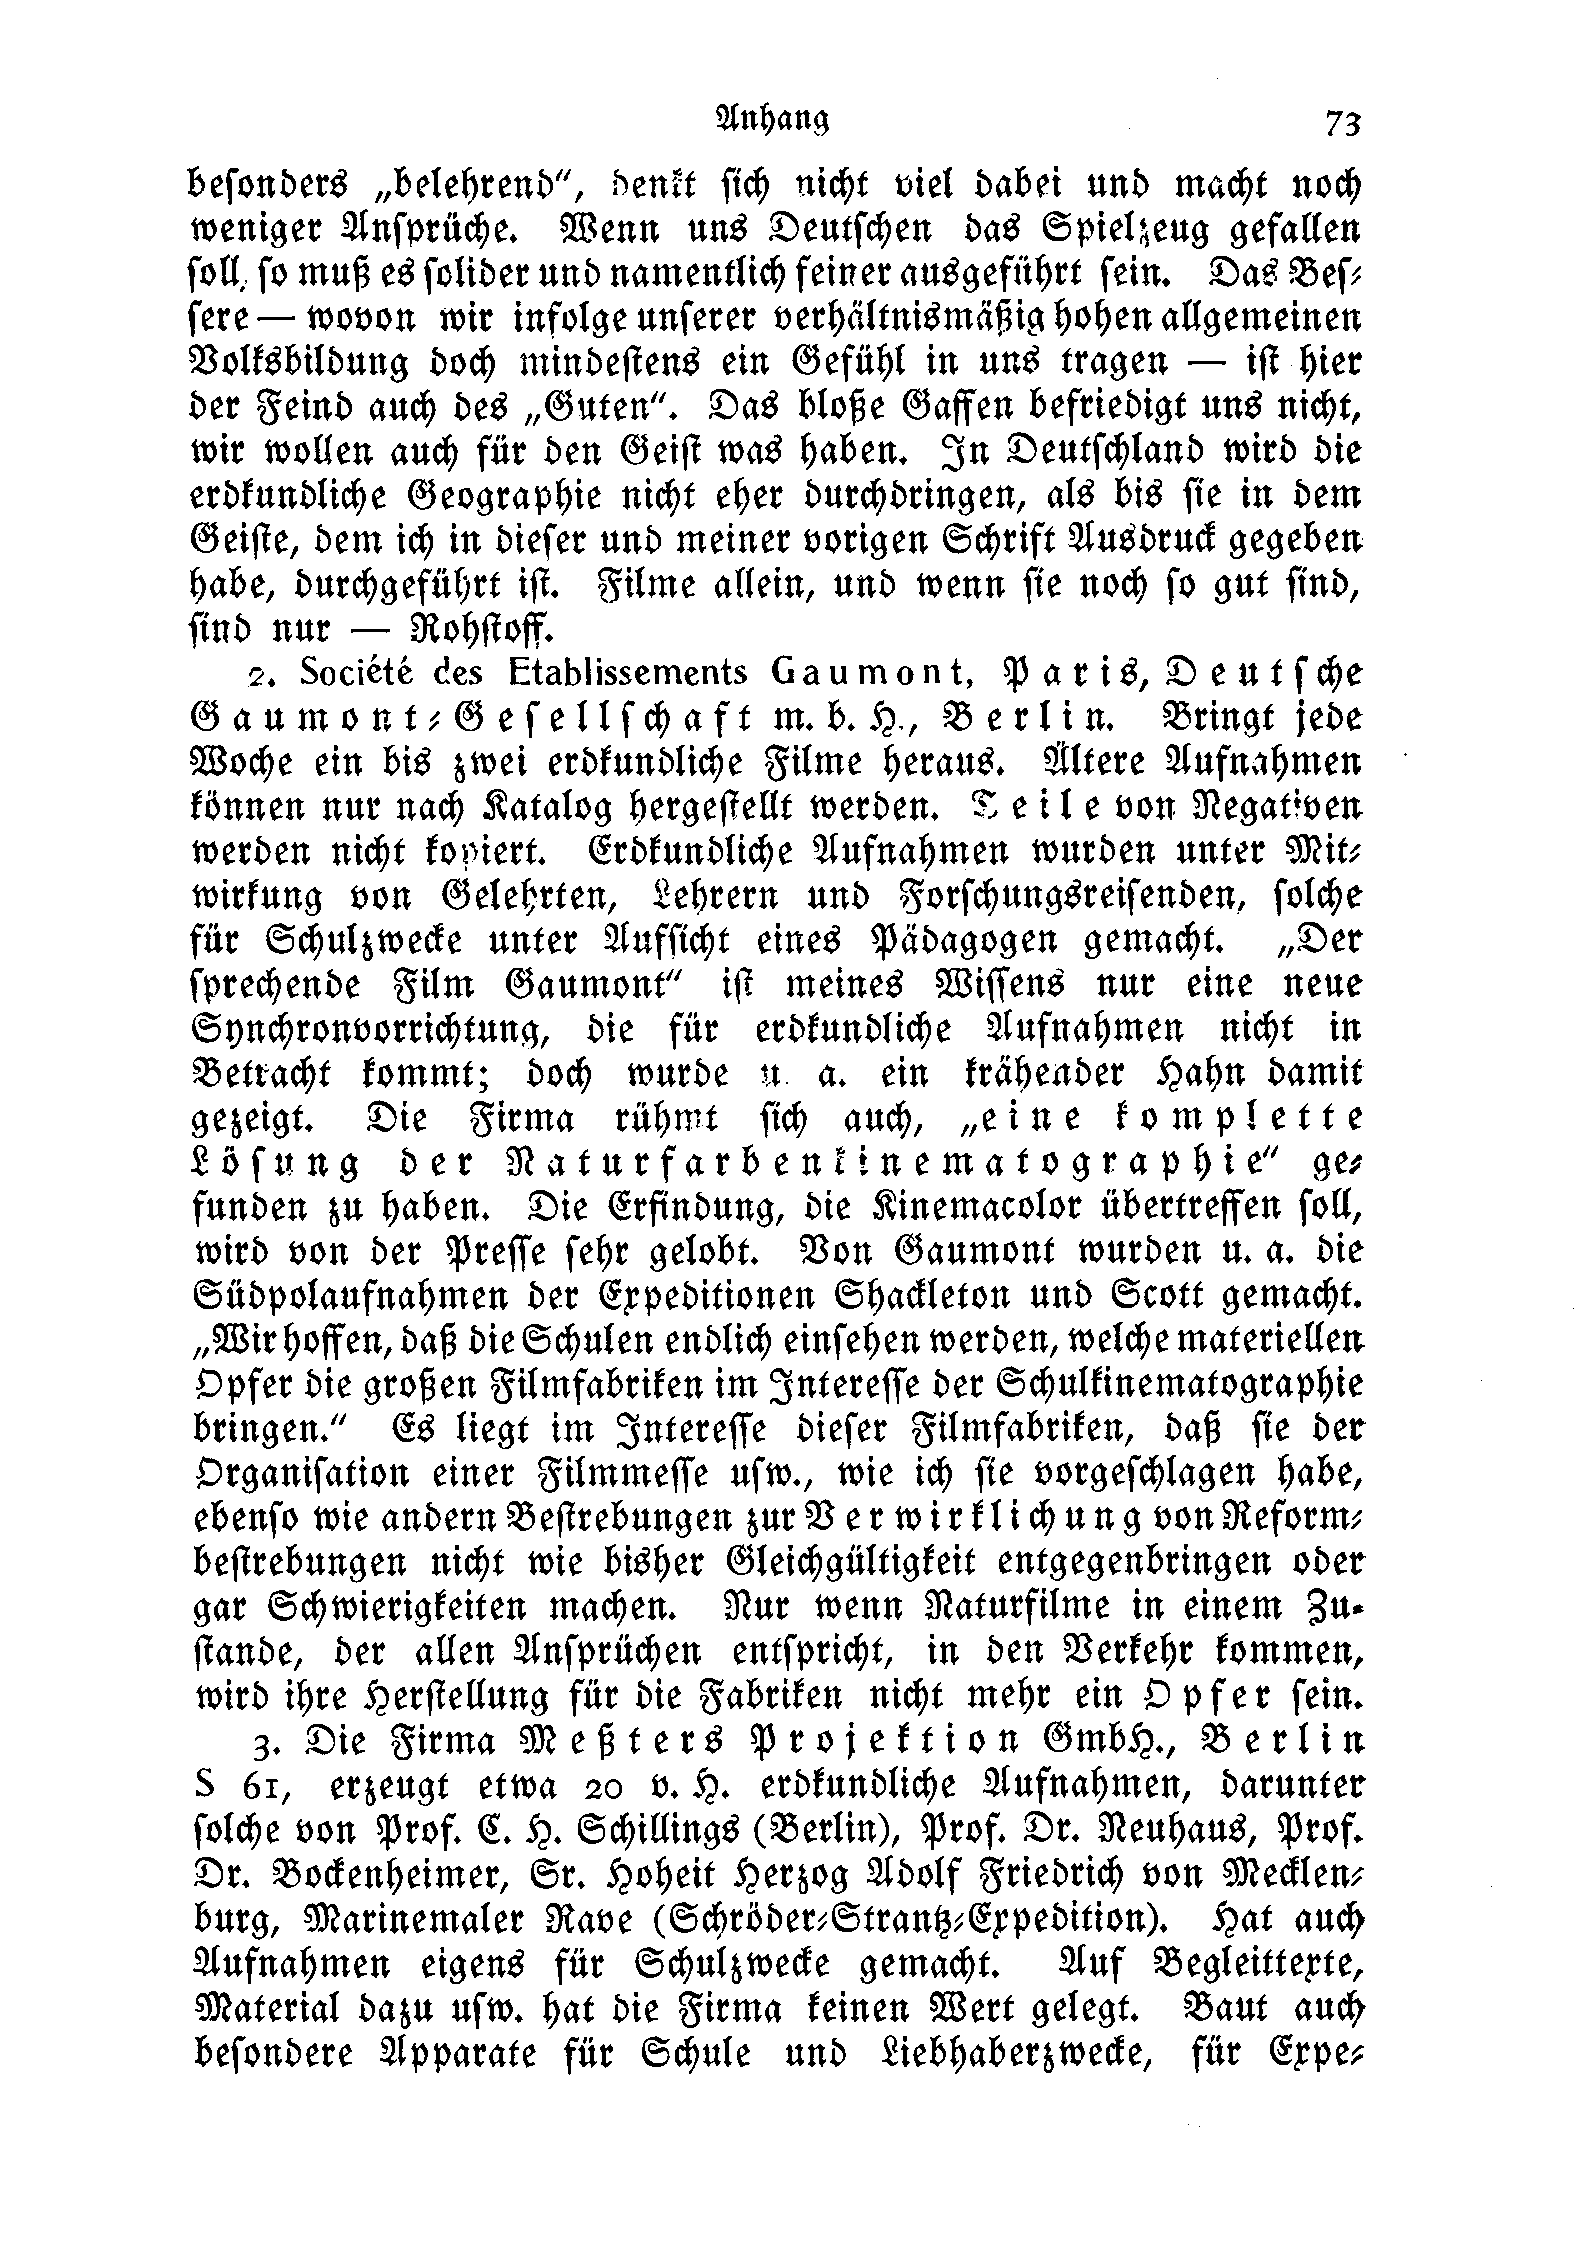 Anhang 73
besonders „belehrend“, denkt sich nicht viel dabei und macht noch
weniger Ansprüche. Wenn uns Deutschen das Spielzeug gefallen
soll, so muß es solider und namentlich feiner ausgeführt sein. Das Bes-
sere — wovon wir infolge unserer verhältnismäßig hohen allgemeinen
Volksbildung doch mindestens ein Gefühl in uns tragen — ist hier
der Feind auch des „Guten“. Das bloße Gaffen befriedigt uns nicht,
wir wollen auch für den Geist was haben. In Deutschland wird die
erdkundliche Geographie nicht eher durchdringen, als bis sie in dem
Geiste, dem ich in dieser und meiner vorigen Schrift Ausdruck gegeben
habe, durchgeführt ist. Filme allein, und wenn sie noch so gut sind,
sind nur — Rohstoff.
2. Société des Etablissements Gaumont, Paris, Deutsche
Gaumont-Gesellschaft m. b. H., Berlin. Bringt jede
Woche ein bis zwei erdkundliche Filme heraus. Ältere Aufnahmen
können nur nach Katalog hergestellt werden. Teile von Negativen
werden nicht kopiert. Erdkundliche Aufnahmen wurden unter Mit-
wirkung von Gelehrten, Lehrern und Forschungsreisenden, solche
für Schulzwecke unter Aufsicht eines Pädagogen gemacht. „Der
sprechende Film Gaumont“ ist meines Wissens nur eine neue
Synchronvorrichtung, die für erdkundliche Aufnahmen nicht in
Betracht kommt; doch wurde u. a. ein krähender Hahn damit
gezeigt. Die Firma rühmt sich auch, „eine komplette
Lösung der Naturfarbenkinematographie“ ge-
funden zu haben. Die Erfindung, die Kinemacolor übertreffen soll,
wird von der Presse sehr gelobt. Von Gaumont wurden u. a. die
Südpolaufnahmen der Expeditionen Shackleton und Scott gemacht.
„Wir hoffen, daß die Schulen endlich einsehen werden, welche materiellen
Opfer die großen Filmfabriken im Interesse der Schulkinematographie
bringen.“ Es liegt im Interesse dieser Filmfabriken, daß sie der
Organisation einer Filmmesse usw., wie ich sie vorgeschlagen habe,
ebenso wie andern Bestrebungen zur Verwirklichung von Reform-
bestrebungen nicht wie bisher Gleichgültigkeit entgegenbringen oder
gar Schwierigkeiten machen. Nur wenn Naturfilme in einem Zu-
stande, der allen Ansprüchen entspricht, in den Verkehr kommen,
wird ihre Herstellung für die Fabriken nicht mehr ein Opfer sein.
3. Die Firma Meßters Projektion GmbH., Berlin
S 61, erzeugt etwa 20 v. H. erdkundliche Aufnahmen, darunter
solche von Prof. C. H. Schillings (Berlin), Prof. Dr. Neuhaus, Prof.
Dr. Bockenheimer, Sr. Hoheit Herzog Adolf Friedrich von Mecklen-
burg, Marinemaler Rave (Schröder-Strantz-Expedition). Hat auch
Aufnahmen eigens für Schulzwecke gemacht. Auf Begleittexte,
Material dazu usw. hat die Firma keinen Wert gelegt. Baut auch
besondere Apparate für Schule und Liebhaberzwecke, für Expe-